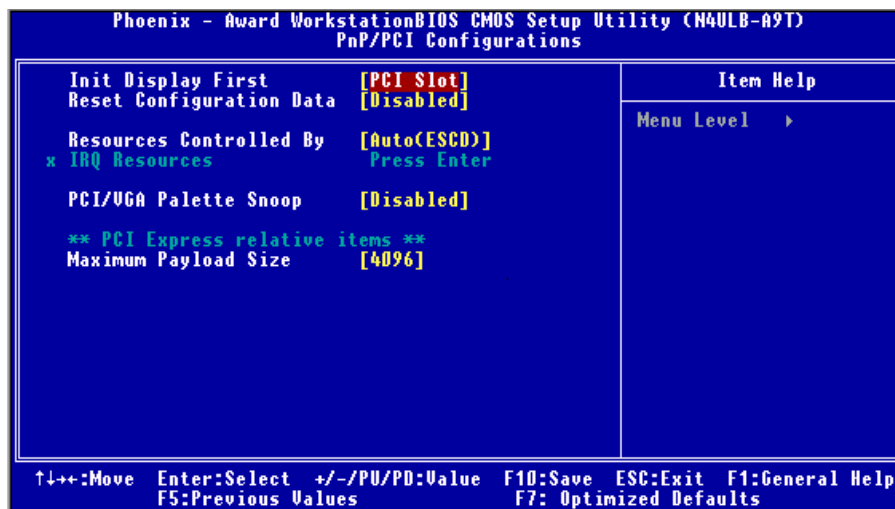 Phoenix - Award WorkstationBIOS CMOS Setup Utility (N4ULB-A9T)
PnP/PCI Configurations
Init Display First [PCI Slot]
Reset Configuration Data [Disabled]
Resources Controlled By [Auto(ESCD)]
x IRQ Resources Press Enter
PCI/VGA Palette Snoop [Disabled]
** PCI Express relative items **
Maximum Payload Size [4096]
Item Help
Menu Level ▸
↑↓→←:Move Enter:Select +/-/PU/PD:Value F10:Save ESC:Exit F1:General Help
F5:Previous Values F7: Optimized Defaults